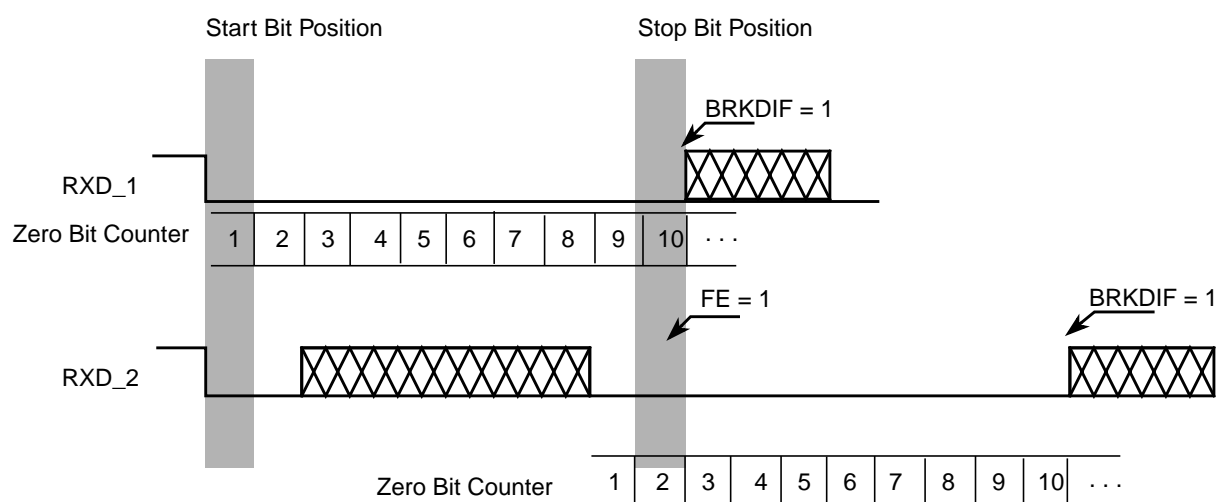 Start Bit Position
Stop Bit Position
BRKDIF = 1
RXD_1
Zero Bit Counter 1 2 3 4 5 6 7 8 9 10 . . .
FE = 1
BRKDIF = 1
RXD_2
Zero Bit Counter 1 2 3 4 5 6 7 8 9 10 . . .